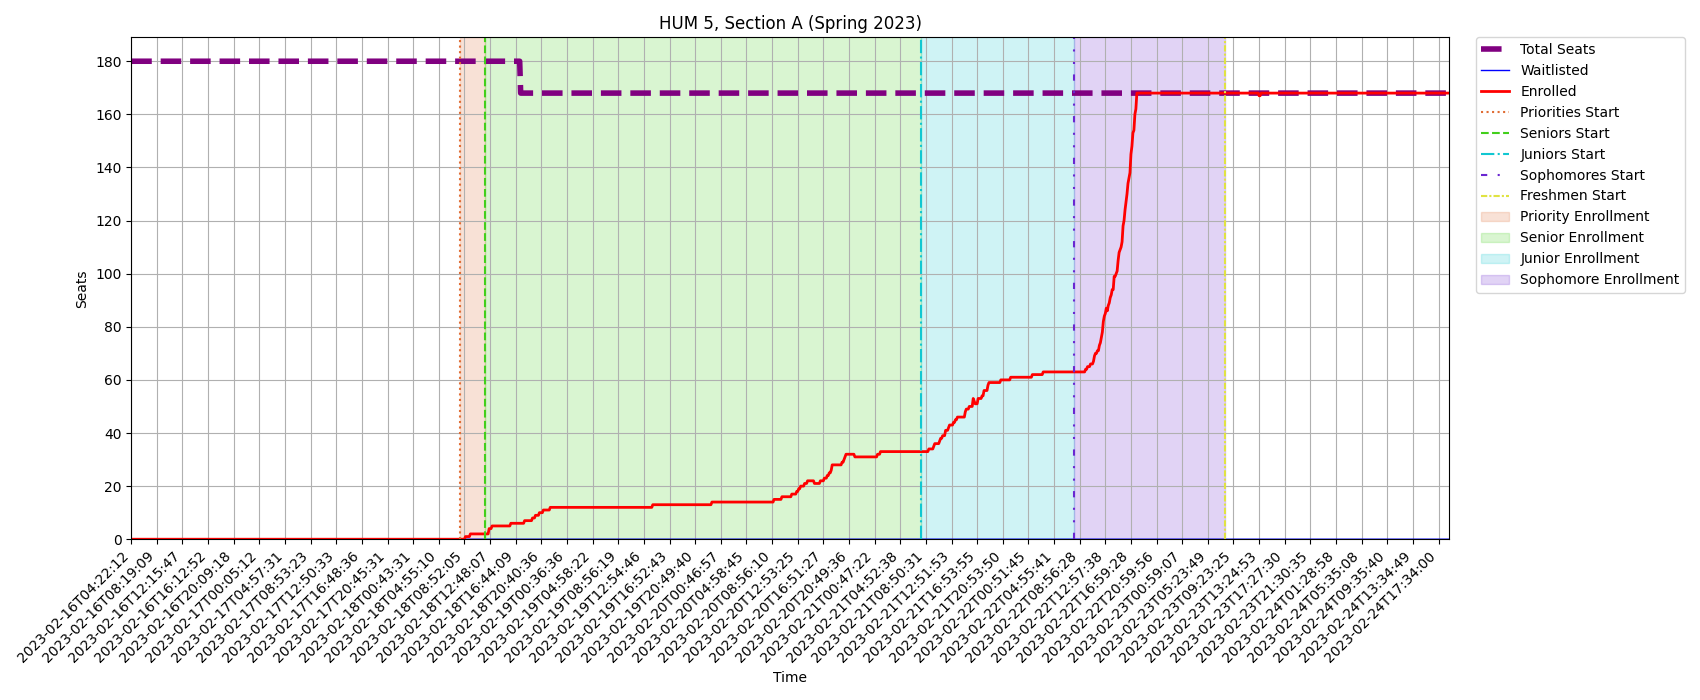 HUM 5, Section A (Spring 2023)
Seats
180
160
140
120
100
80
60
40
20
0
2023-02-16T04:22:12
2023-02-16T08:19:09
2023-02-16T12:15:47
2023-02-16T16:12:52
2023-02-16T20:09:18
2023-02-17T00:05:12
2023-02-17T04:57:31
2023-02-17T08:53:23
2023-02-17T12:50:33
2023-02-17T16:48:36
2023-02-17T20:45:31
2023-02-18T00:43:31
2023-02-18T04:55:10
2023-02-18T08:52:05
2023-02-18T12:48:07
2023-02-18T16:44:09
2023-02-18T20:40:36
2023-02-19T00:36:36
2023-02-19T04:58:22
2023-02-19T08:56:19
2023-02-19T12:54:46
2023-02-19T16:52:43
2023-02-19T20:49:40
2023-02-20T00:46:57
2023-02-20T04:58:45
2023-02-20T08:56:10
2023-02-20T12:53:25
2023-02-20T16:51:27
2023-02-20T20:49:36
2023-02-21T00:47:22
2023-02-21T04:52:38
2023-02-21T08:50:31
2023-02-21T12:51:53
2023-02-21T16:53:55
2023-02-21T20:53:50
2023-02-22T00:51:45
2023-02-22T04:55:41
2023-02-22T08:56:28
2023-02-22T12:57:38
2023-02-22T16:59:28
2023-02-22T20:59:56
2023-02-23T00:59:07
2023-02-23T05:23:49
2023-02-23T09:23:25
2023-02-23T13:24:53
2023-02-23T17:27:30
2023-02-23T21:30:35
2023-02-24T01:28:58
2023-02-24T05:35:08
2023-02-24T09:35:40
2023-02-24T13:34:49
2023-02-24T17:34:00
Time
Total Seats
Waitlisted
Enrolled
Priorities Start
Seniors Start
Juniors Start
Sophomores Start
Freshmen Start
Priority Enrollment
Senior Enrollment
Junior Enrollment
Sophomore Enrollment